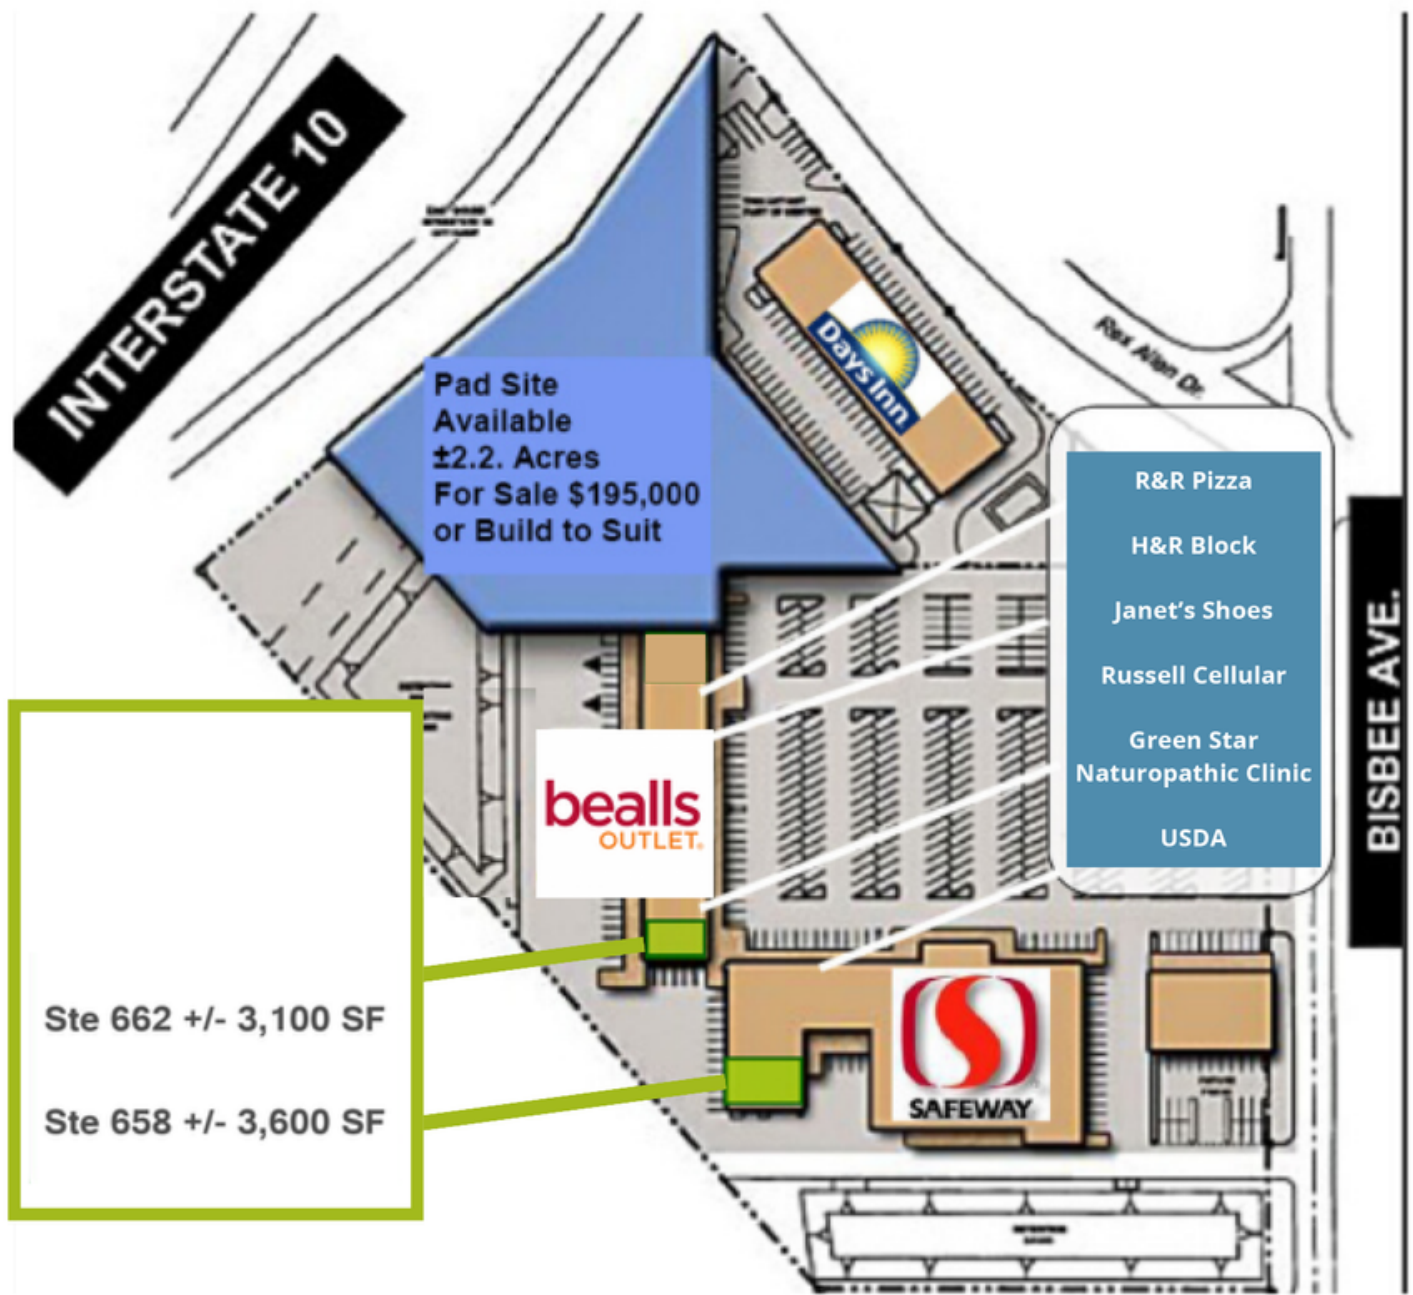 INTERSTATE 10
Pad Site
Available
±2.2. Acres
For Sale $195,000
or Build to Suit
Days Inn
Rex Allen Dr.
R&R Pizza
H&R Block
Janet’s Shoes
Russell Cellular
Green Star
Naturopathic Clinic
USDA
BISBEE AVE.
bealls
OUTLET.
Ste 662 +/- 3,100 SF
Ste 658 +/- 3,600 SF
SAFEWAY